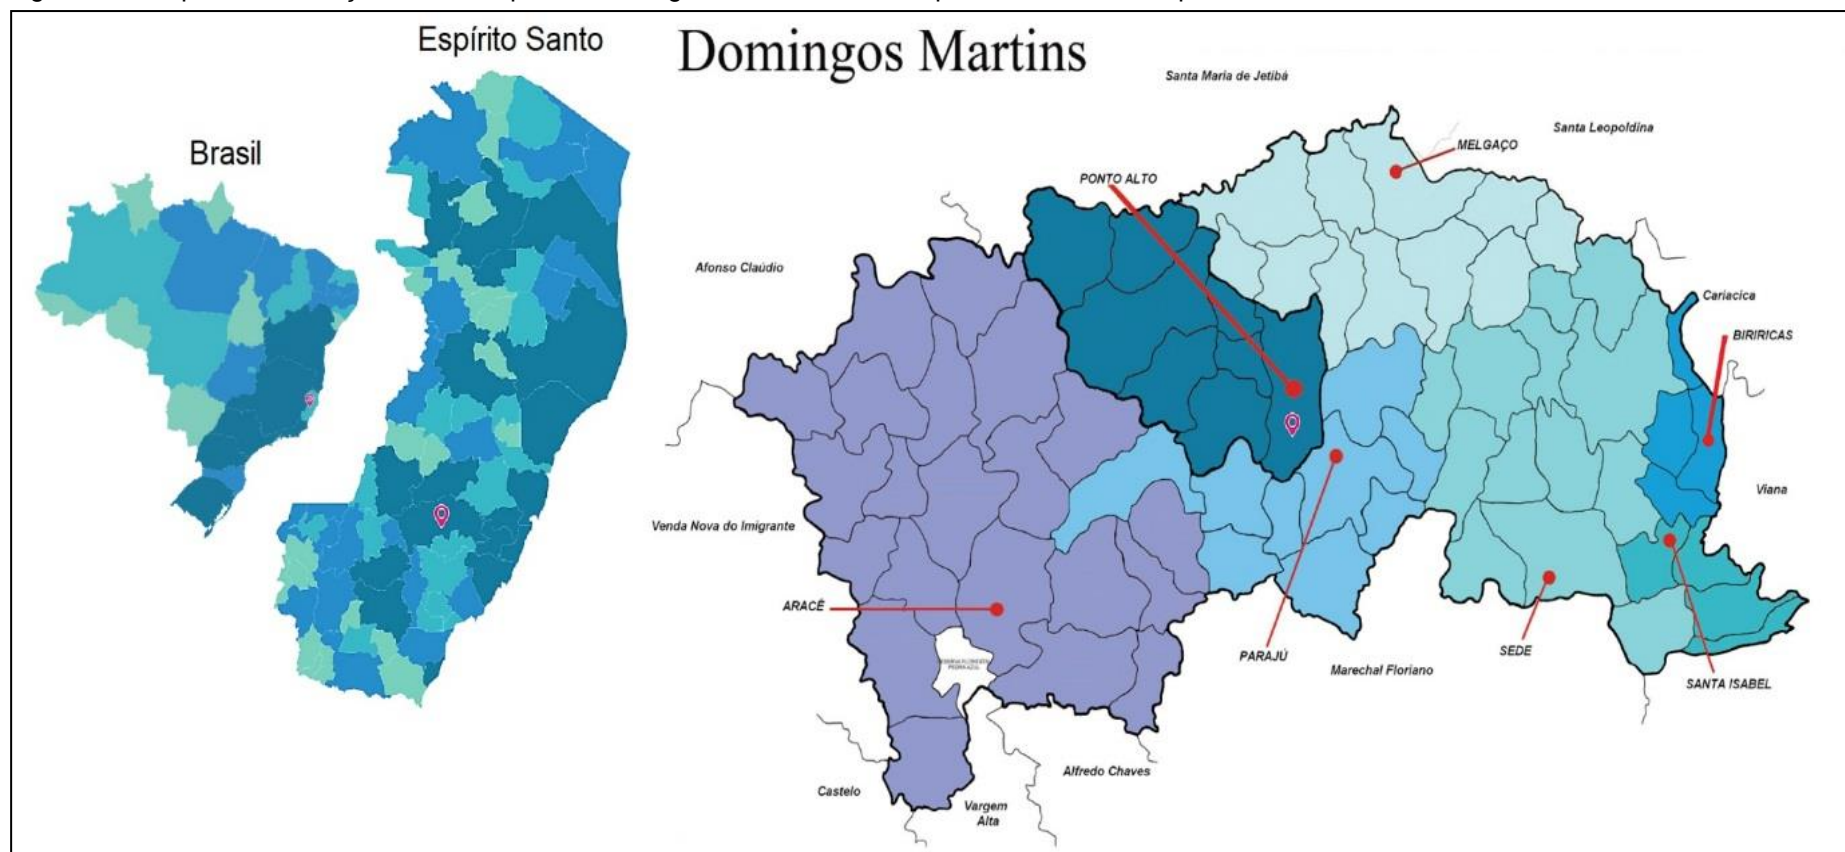 Espírito Santo
Domingos Martins
Brasil
Santa Maria de Jetibá
Santa Leopoldina
MELGAÇO
PONTO ALTO
Afonso Claúdio
Cariacica
BIRIRICAS
Viana
Venda Nova do Imigrante
ARACÊ
PARAJÚ
Marechal Floriano
SEDE
SANTA ISABEL
Castelo
Vargem
Alta
Alfredo Chaves